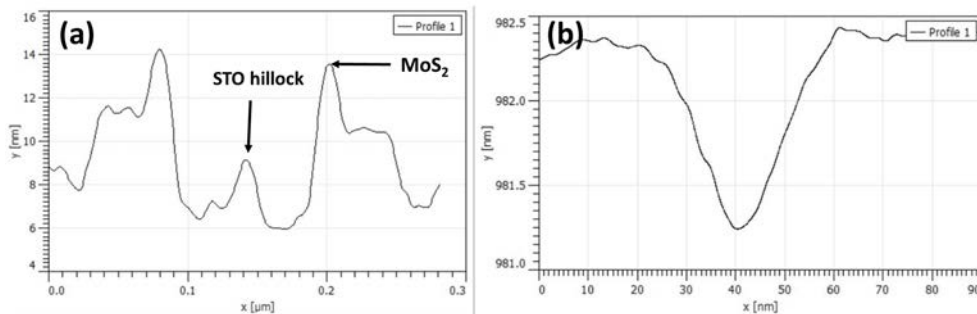 (a)
Profile 1
16
14
12
10
8
6
4
y [nm]
STO hillock
MoS₂
0.0
0.1
0.2
0.3
x [µm]
(b)
Profile 1
982.5
982.0
981.5
981.0
y [nm]
0
10
20
30
40
50
60
70
80
90
x [nm]